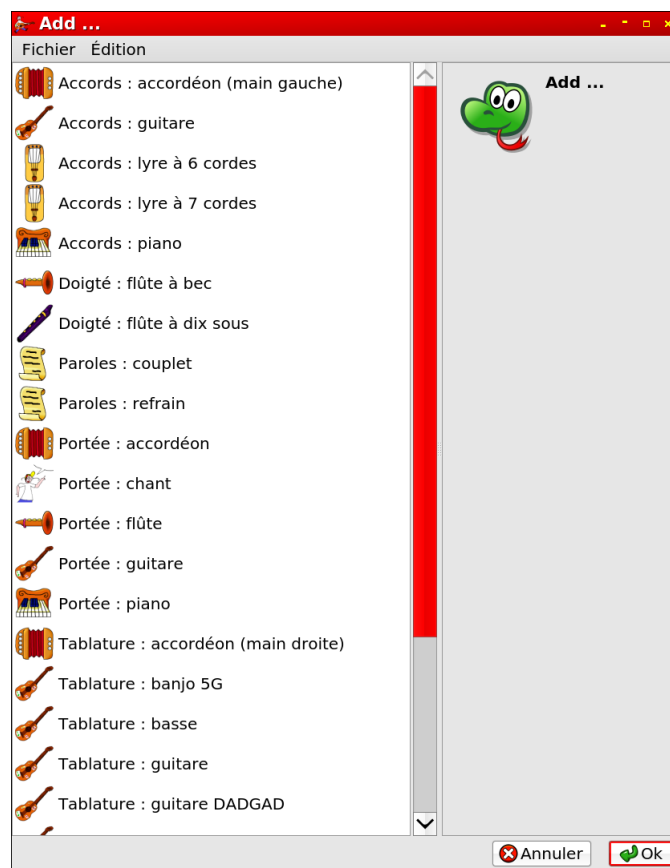 Add ...
Fichier Édition
Accords : accordéon (main gauche)
Accords : guitare
Accords : lyre à 6 cordes
Accords : lyre à 7 cordes
Accords : piano
Doigté : flûte à bec
Doigté : flûte à dix sous
Paroles : couplet
Paroles : refrain
Portée : accordéon
Portée : chant
Portée : flûte
Portée : guitare
Portée : piano
Tablature : accordéon (main droite)
Tablature : banjo 5G
Tablature : basse
Tablature : guitare
Tablature : guitare DADGAD
Add ...
Annuler Ok